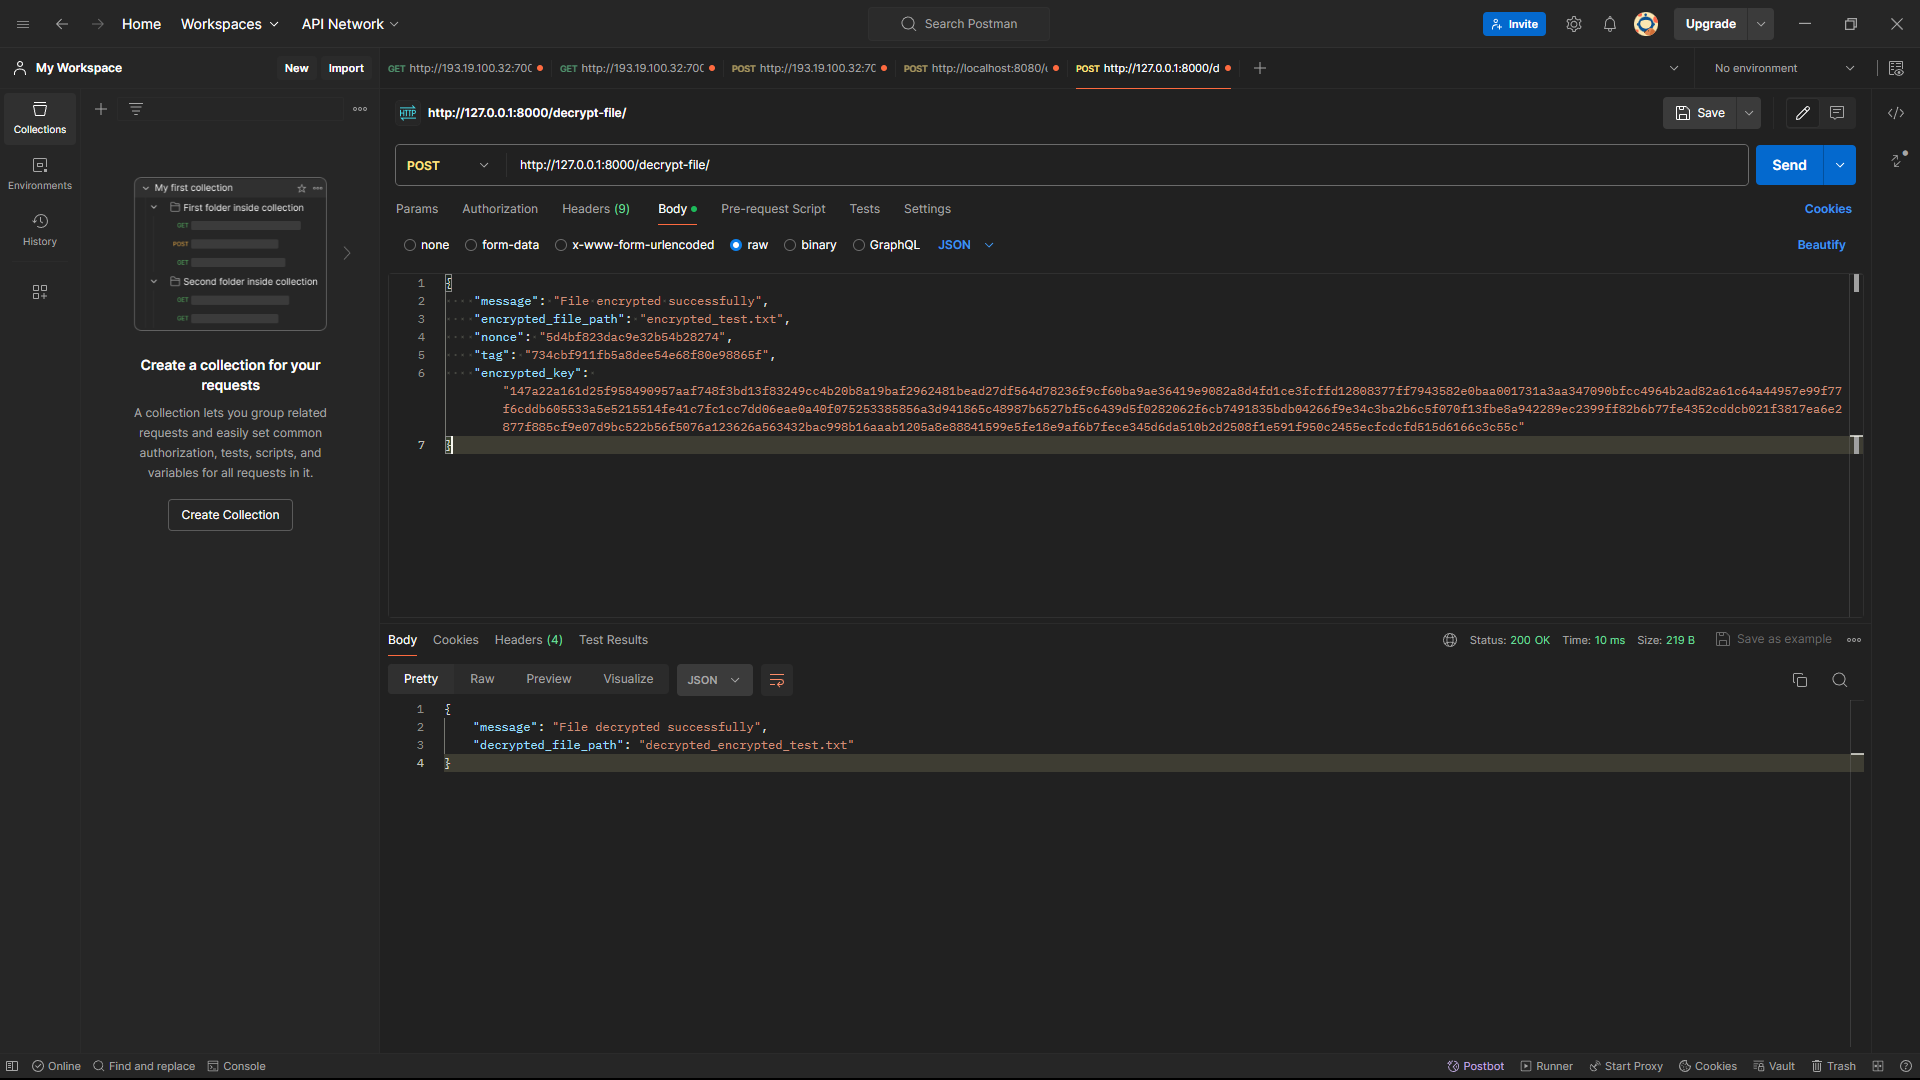 Home Workspaces API Network Search Postman Invite Upgrade
My Workspace New Import GET http://193.19.100.32:700 GET http://193.19.100.32:700 POST http://193.19.100.32:70 POST http://localhost:8080/ POST http://127.0.0.1:8000/d No environment
Collections
Environments
History
My first collection
First folder inside collection
GET
POST
GET
Second folder inside collection
GET
GET
Create a collection for your
requests
A collection lets you group related
requests and easily set common
authorization, tests, scripts, and
variables for all requests in it.
Create Collection
HTTP http://127.0.0.1:8000/decrypt-file/ Save
POST http://127.0.0.1:8000/decrypt-file/ Send
Params Authorization Headers (9) Body Pre-request Script Tests Settings Cookies
none form-data x-www-form-urlencoded raw binary GraphQL JSON Beautify
1 {
2 "message": "File encrypted successfully",
3 "encrypted_file_path": "encrypted_test.txt",
4 "nonce": "5d4bf823dac9e32b54b28274",
5 "tag": "734cbf911fb5a8dee54e68f80e98865f",
6 "encrypted_key":
"147a22a161d25f958490957aaf748f3bd13f83249cc4b20b8a19baf2962481bead27df564d78236f9cf60ba9ae36419e9082a8d4fd1ce3fcffd12808377ff7943582e0baa001731a3aa347090bfcc4964b2ad82a61c64a44957e99f77
f6cddb605533a5e5215514fe41c7fc1cc7dd06eae0a40f075253385856a3d941865c48987b6527bf5c6439d5f0282062f6cb7491835bdb04266f9e34c3ba2b6c5f070f13fbe8a942289ec2399ff82b6b77fe4352cddcb021f3817ea6e2
877f885cf9e07d9bc522b56f5076a123626a563432bac998b16aaab1205a8e88841599e5fe18e9af6b7fece345d6da510b2d2508f1e591f950c2455ecfcdcfd515d6166c3c55c"
7 }
Body Cookies Headers (4) Test Results Status: 200 OK Time: 10 ms Size: 219 B Save as example
Pretty Raw Preview Visualize JSON
1 {
2 "message": "File decrypted successfully",
3 "decrypted_file_path": "decrypted_encrypted_test.txt"
4 }
Online Find and replace Console Postbot Runner Start Proxy Cookies Vault Trash